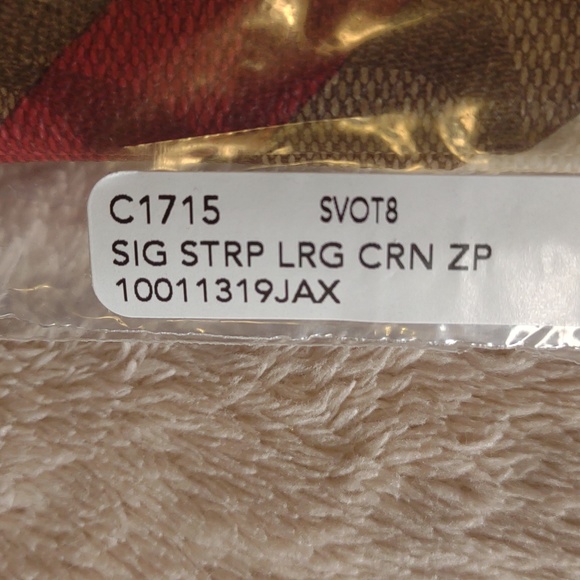 C1715 SVOT8
SIG STRP LRG CRN ZP
10011319JAX